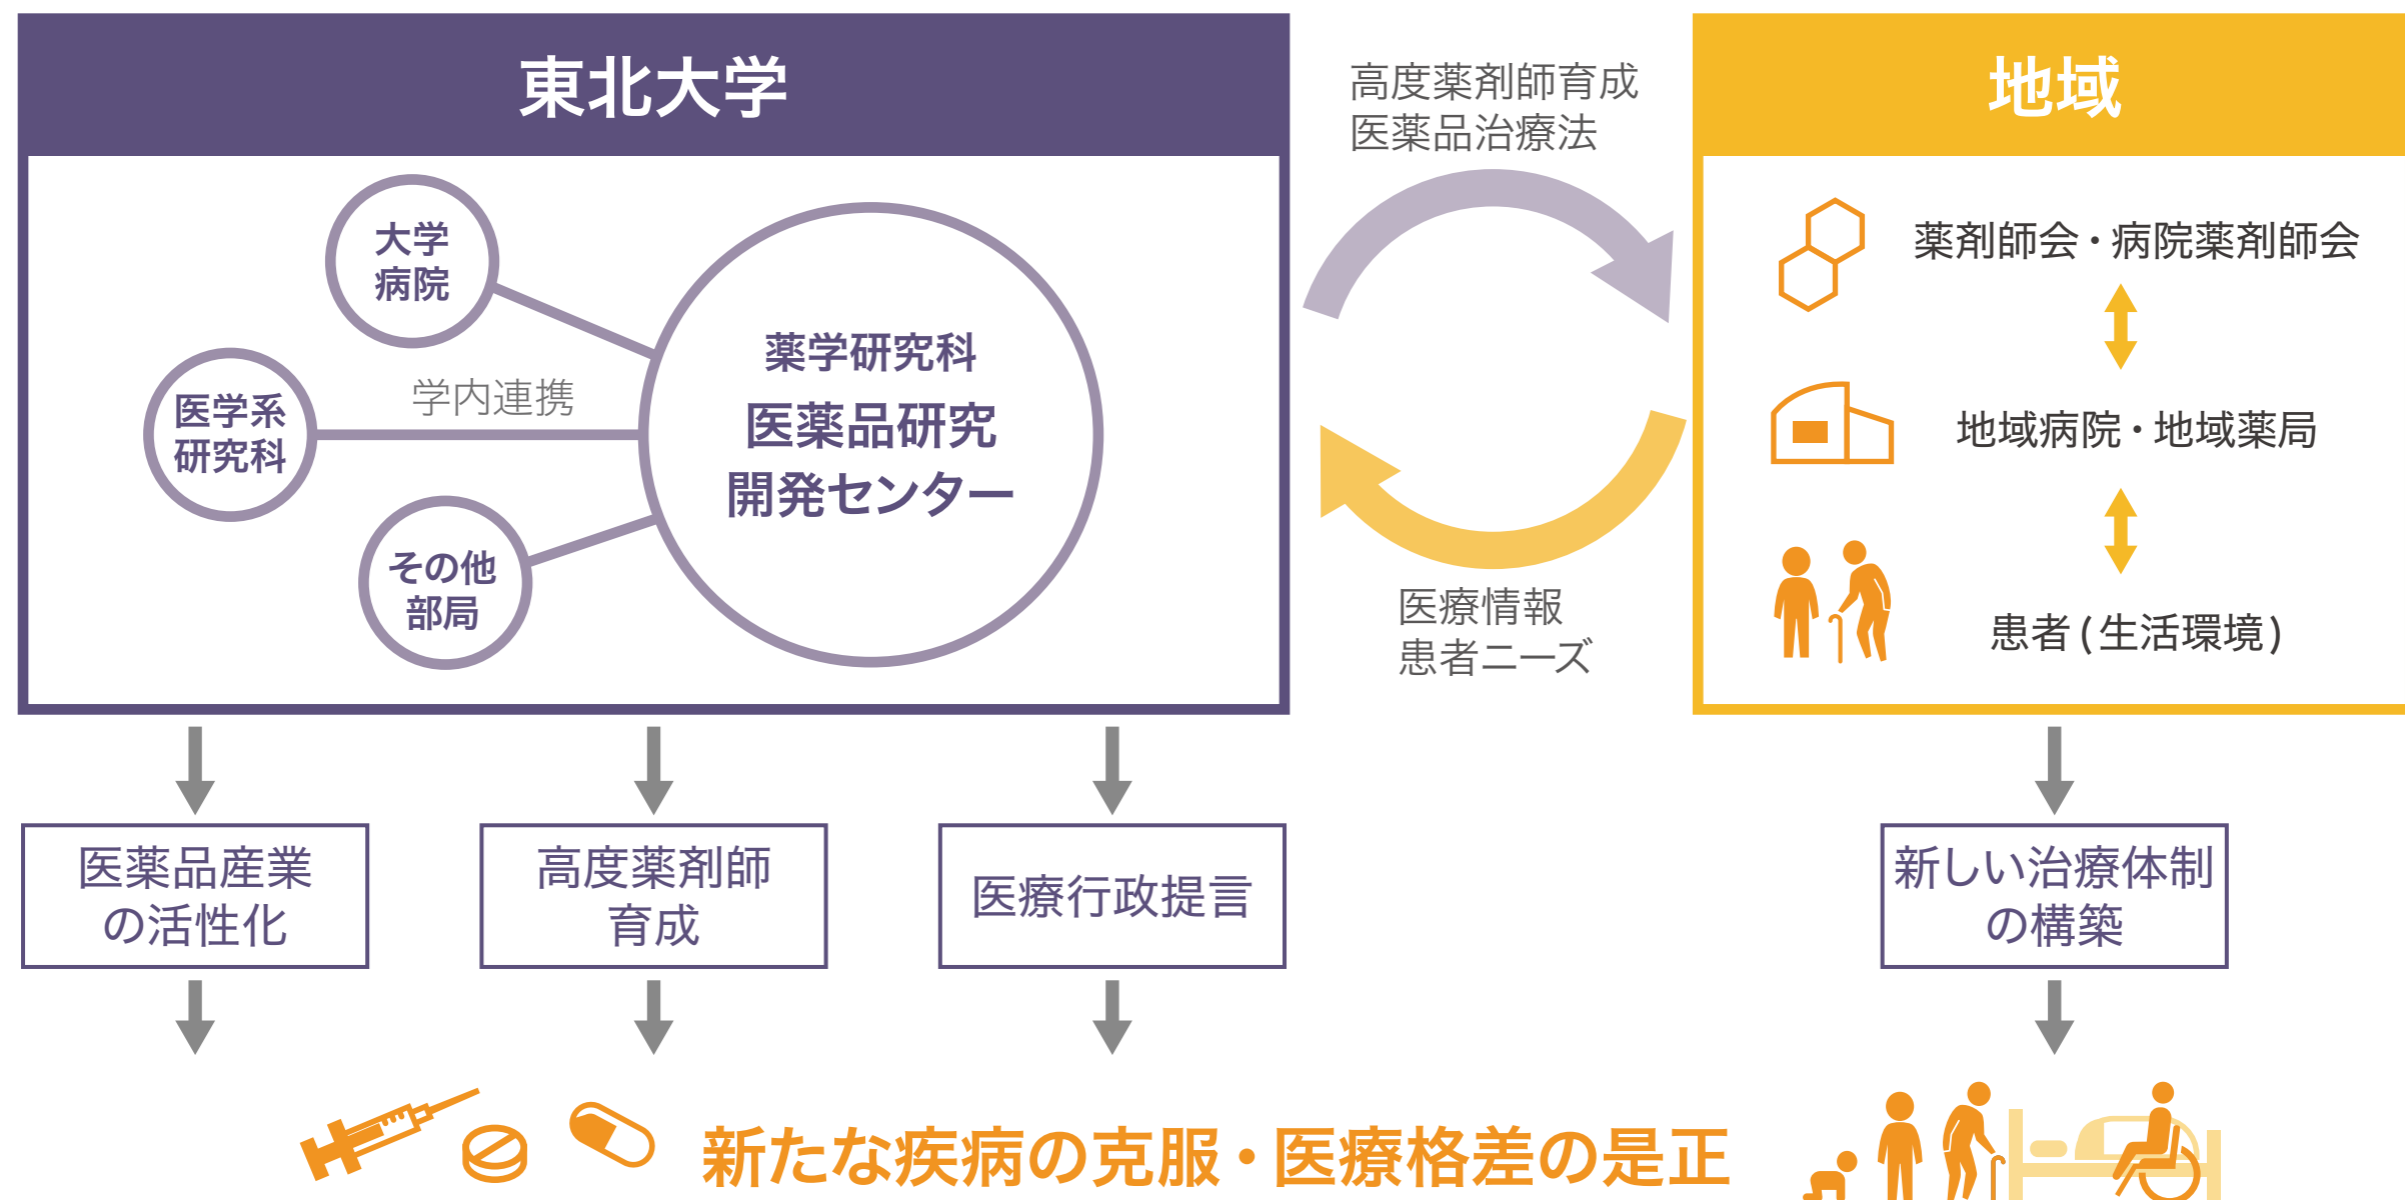 東北大学
大学
病院
医学系
研究科
学内連携
その他
部局
薬学研究科
医薬品研究
開発センター
高度薬剤師育成
医薬品治療法
医療情報
患者ニーズ
地域
薬剤師会・病院薬剤師会
地域病院・地域薬局
患者(生活環境)
医薬品産業
の活性化
高度薬剤師
育成
医療行政提言
新しい治療体制
の構築
新たな疾病の克服・医療格差の是正